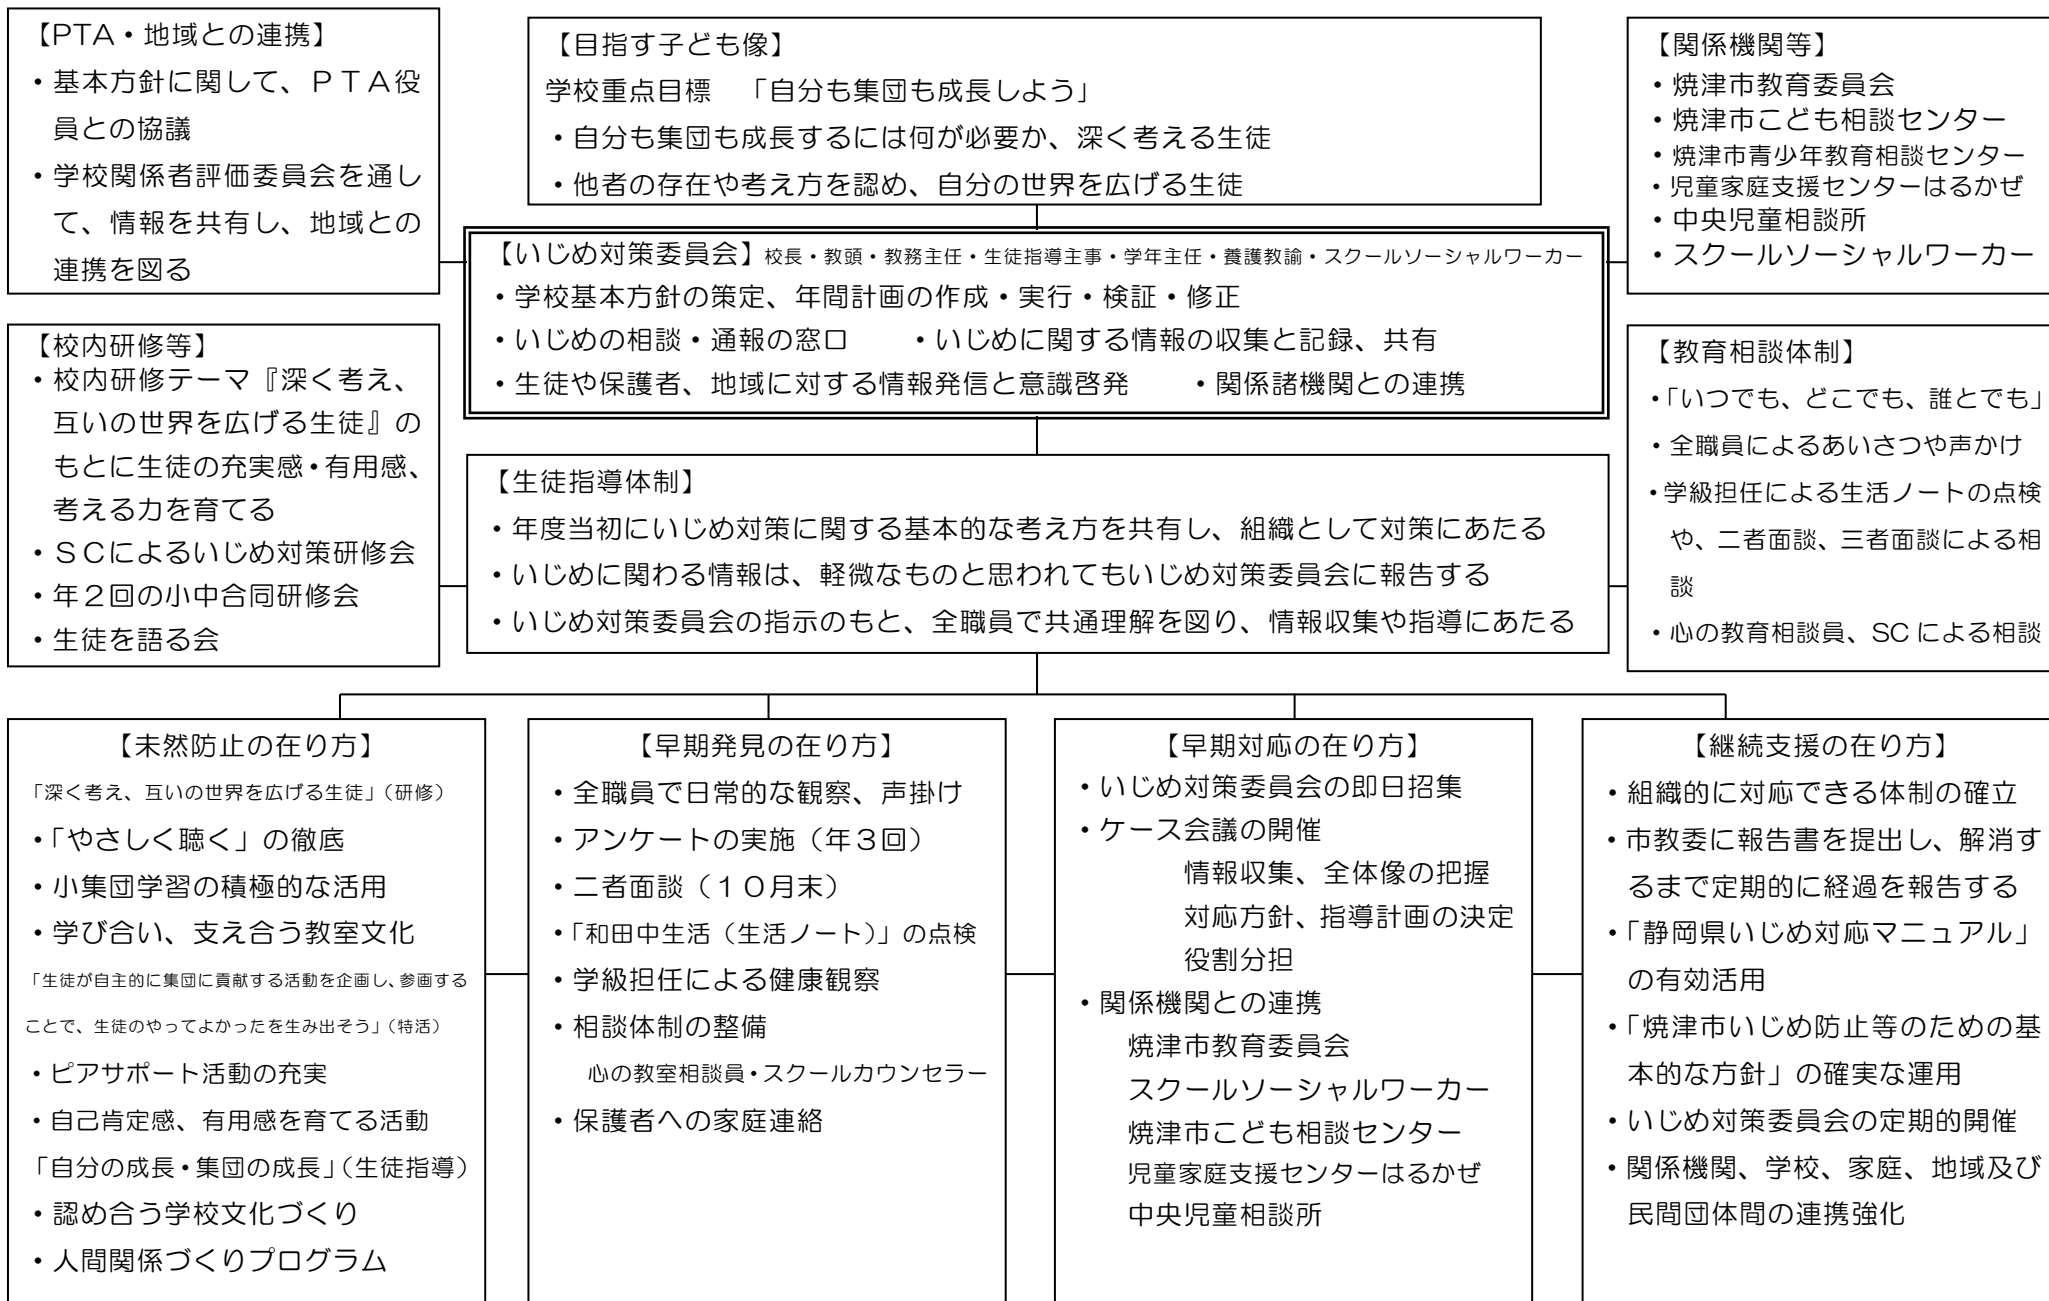 【PTA・地域との連携】
・基本方針に関して、ＰＴＡ役
員との協議
・学校関係者評価委員会を通し
て、情報を共有し、地域との
連携を図る
【目指す子ども像】
学校重点目標　「自分も集団も成長しよう」
・自分も集団も成長するには何が必要か、深く考える生徒
・他者の存在や考え方を認め、自分の世界を広げる生徒
【関係機関等】
・焼津市教育委員会
・焼津市こども相談センター
・焼津市青少年教育相談センター
・児童家庭支援センターはるかぜ
・中央児童相談所
・スクールソーシャルワーカー
【いじめ対策委員会】校長・教頭・教務主任・生徒指導主事・学年主任・養護教諭・スクールソーシャルワーカー
・学校基本方針の策定、年間計画の作成・実行・検証・修正
・いじめの相談・通報の窓口　　・いじめに関する情報の収集と記録、共有
・生徒や保護者、地域に対する情報発信と意識啓発　　・関係諸機関との連携
【校内研修等】
・校内研修テーマ『深く考え、
互いの世界を広げる生徒』の
もとに生徒の充実感・有用感、
考える力を育てる
・ＳＣによるいじめ対策研修会
・年２回の小中合同研修会
・生徒を語る会
【生徒指導体制】
・年度当初にいじめ対策に関する基本的な考え方を共有し、組織として対策にあたる
・いじめに関わる情報は、軽微なものと思われてもいじめ対策委員会に報告する
・いじめ対策委員会の指示のもと、全職員で共通理解を図り、情報収集や指導にあたる
【教育相談体制】
・「いつでも、どこでも、誰とでも」
・全職員によるあいさつや声かけ
・学級担任による生活ノートの点検
や、二者面談、三者面談による相
談
・心の教育相談員、SC による相談
【未然防止の在り方】
「深く考え、互いの世界を広げる生徒」（研修）
・「やさしく聴く」の徹底
・小集団学習の積極的な活用
・学び合い、支え合う教室文化
「生徒が自主的に集団に貢献する活動を企画し、参画する
ことで、生徒のやってよかったを生み出そう」（特活）
・ピアサポート活動の充実
・自己肯定感、有用感を育てる活動
「自分の成長・集団の成長」（生徒指導）
・認め合う学校文化づくり
・人間関係づくりプログラム
【早期発見の在り方】
・全職員で日常的な観察、声掛け
・アンケートの実施（年３回）
・二者面談（１０月末）
・「和田中生活（生活ノート）」の点検
・学級担任による健康観察
・相談体制の整備
心の教室相談員・スクールカウンセラー
・保護者への家庭連絡
【早期対応の在り方】
・いじめ対策委員会の即日招集
・ケース会議の開催
情報収集、全体像の把握
対応方針、指導計画の決定
役割分担
・関係機関との連携
焼津市教育委員会
スクールソーシャルワーカー
焼津市こども相談センター
児童家庭支援センターはるかぜ
中央児童相談所
【継続支援の在り方】
・組織的に対応できる体制の確立
・市教委に報告書を提出し、解消す
るまで定期的に経過を報告する
・「静岡県いじめ対応マニュアル」
の有効活用
・「焼津市いじめ防止等のための基
本的な方針」の確実な運用
・いじめ対策委員会の定期的開催
・関係機関、学校、家庭、地域及び
民間団体間の連携強化